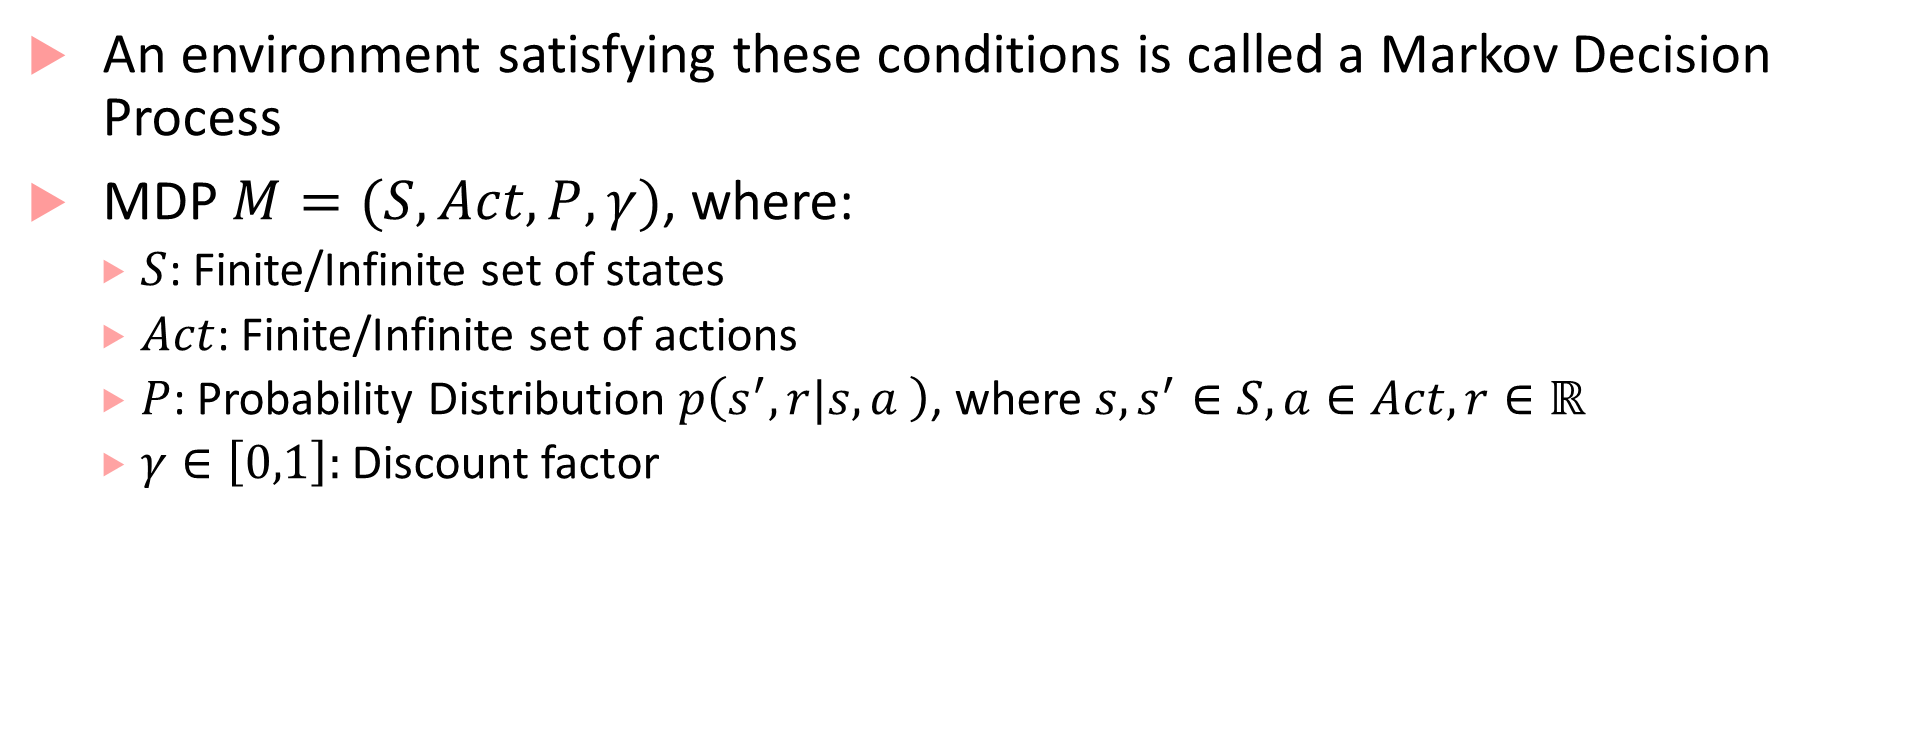 An environment satisfying these conditions is called a Markov Decision
Process
MDP 𝑀 = (𝑆, 𝐴𝑐𝑡, 𝑃, 𝛾), where:
𝑆: Finite/Infinite set of states
𝐴𝑐𝑡: Finite/Infinite set of actions
𝑃: Probability Distribution 𝑝(𝑠′, 𝑟|𝑠, 𝑎 ), where 𝑠, 𝑠′ ∈ 𝑆, 𝑎 ∈ 𝐴𝑐𝑡, 𝑟 ∈ ℝ
𝛾 ∈ [0,1]: Discount factor